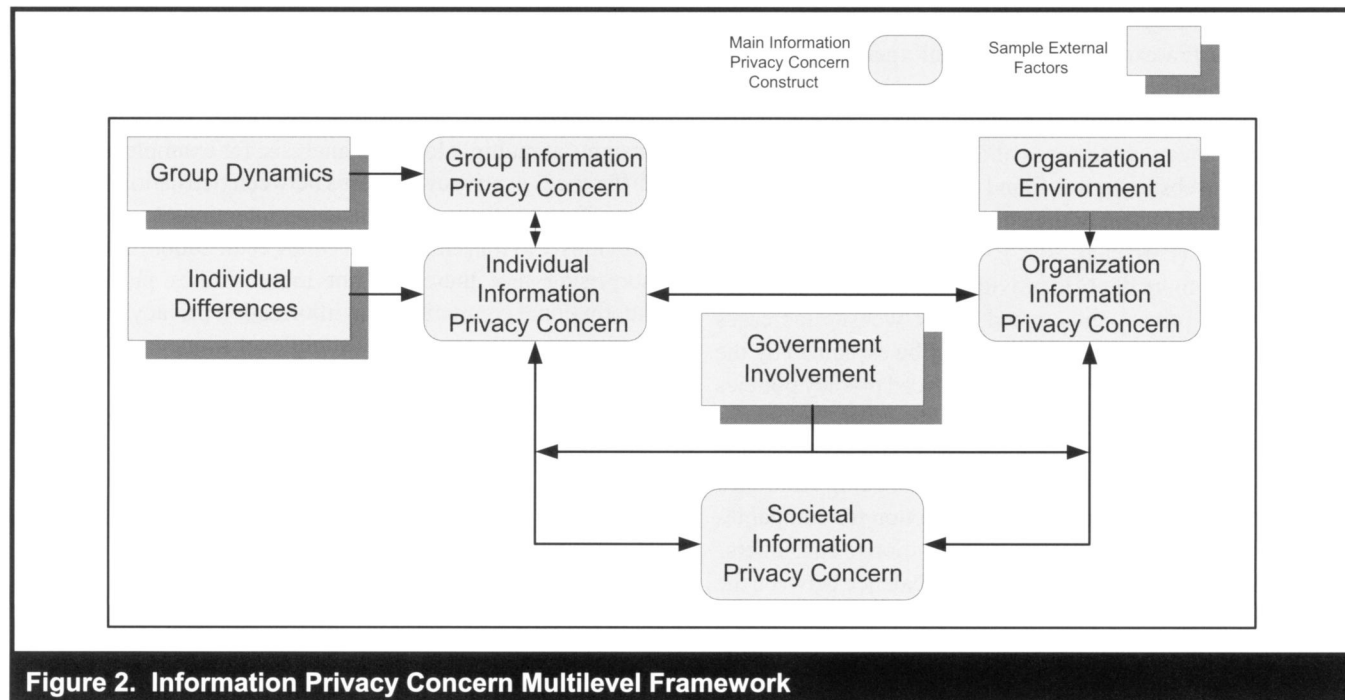 Main Information
Privacy Concern
Construct
Sample External
Factors
Group Dynamics
Group Information
Privacy Concern
Organizational
Environment
Individual
Differences
Individual
Information
Privacy Concern
Organization
Information
Privacy Concern
Government
Involvement
Societal
Information
Privacy Concern
Figure 2. Information Privacy Concern Multilevel Framework